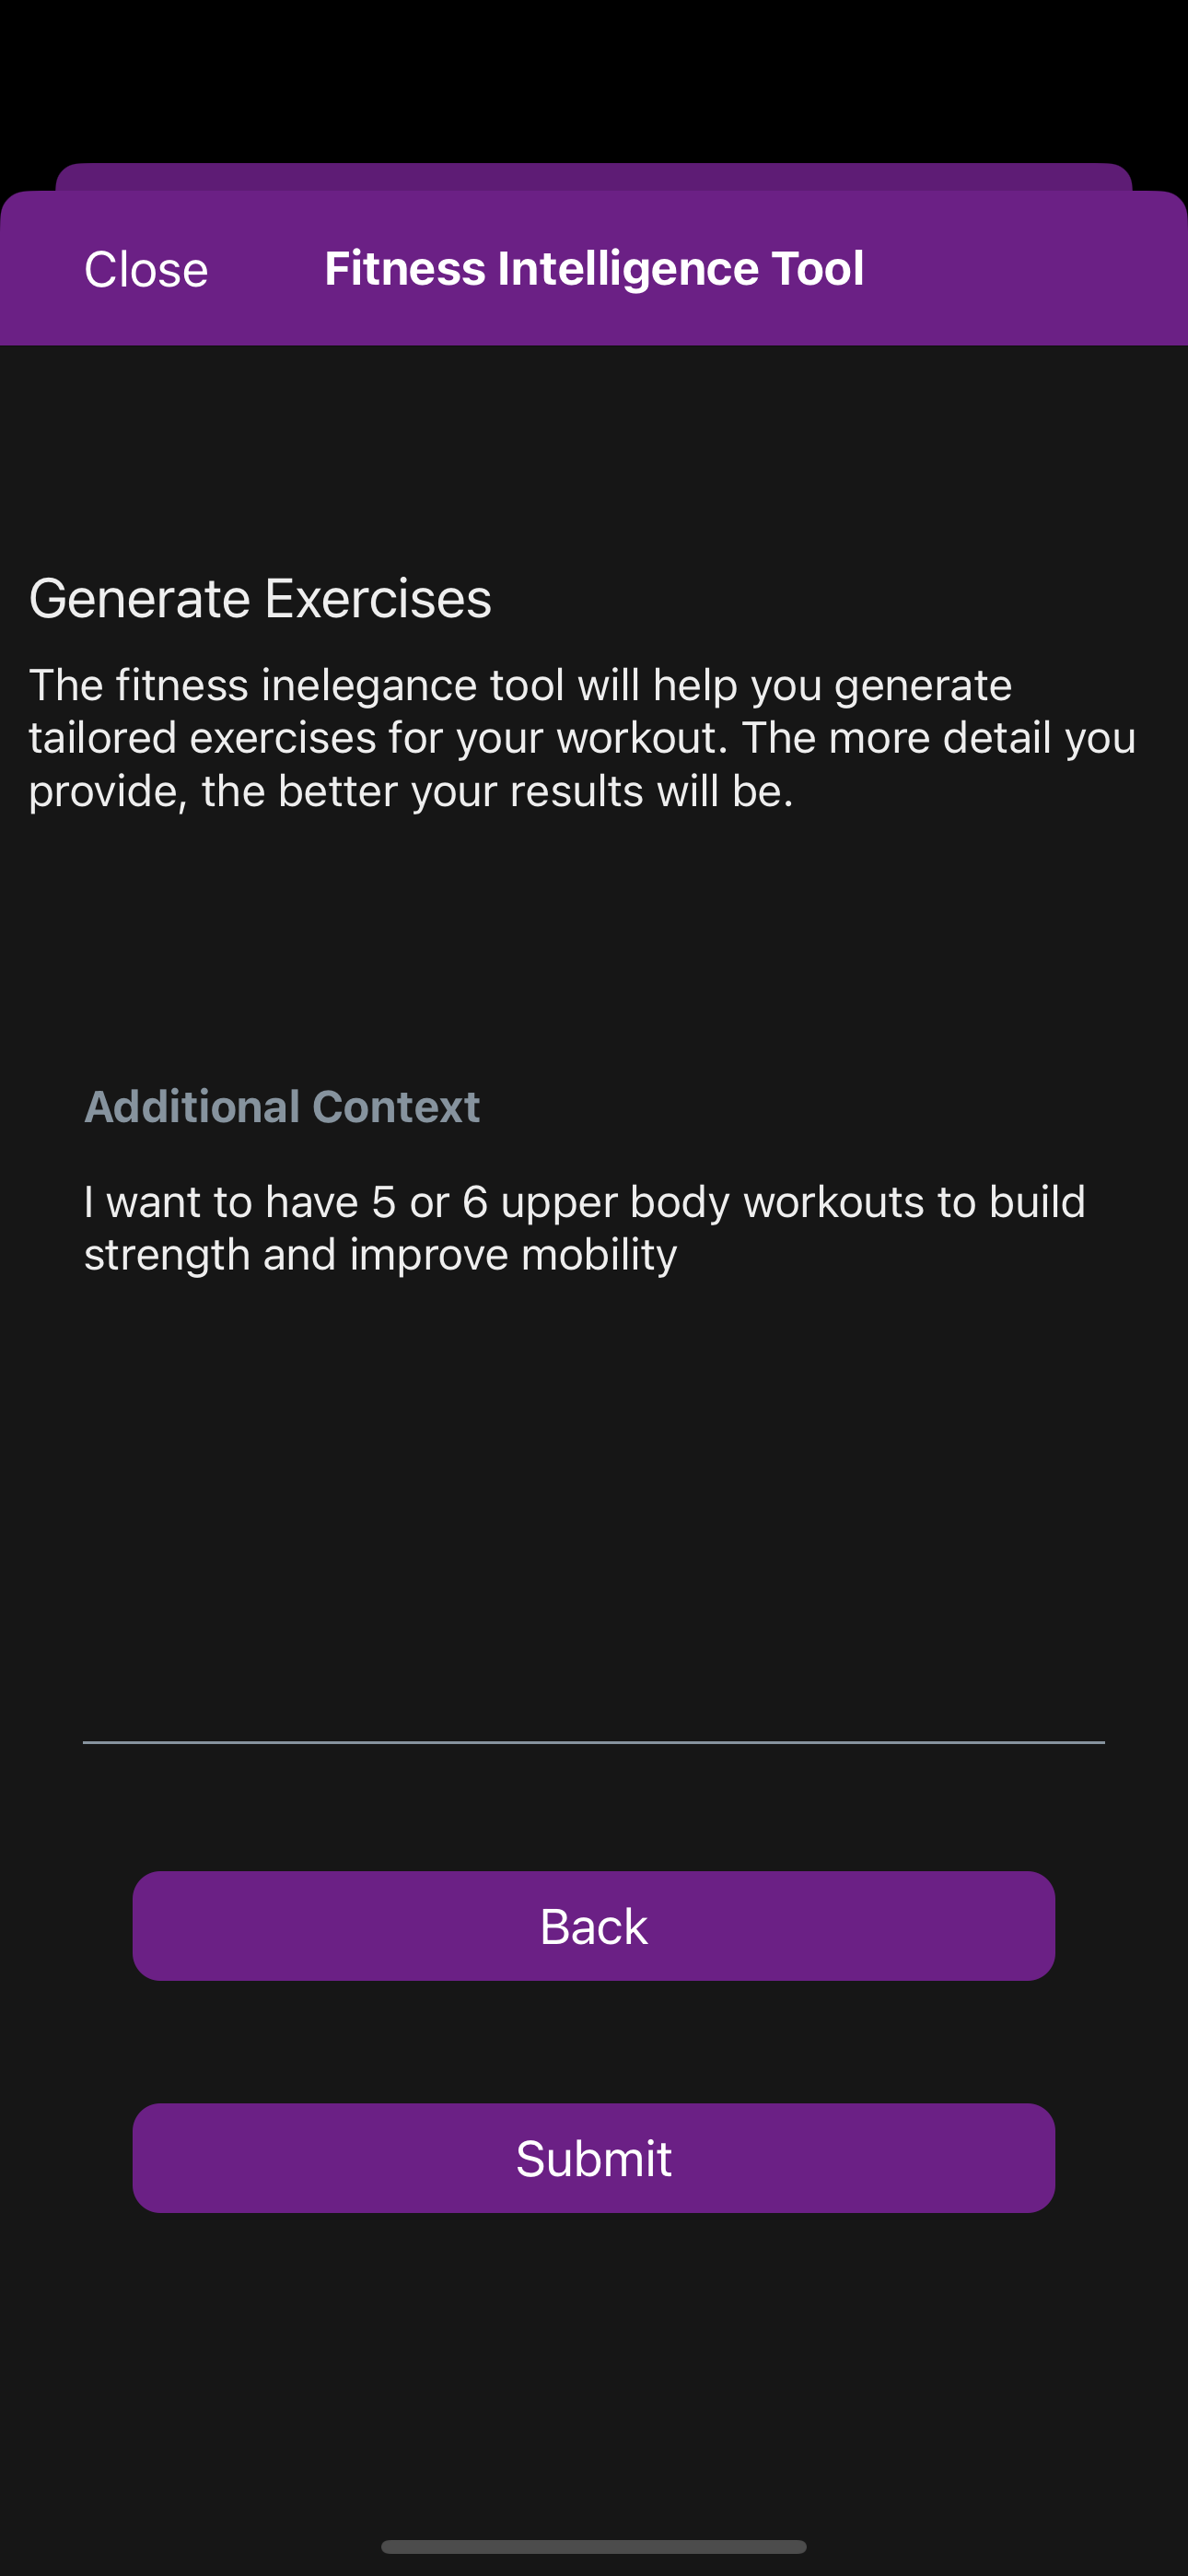 Close
Fitness Intelligence Tool
Generate Exercises
The fitness inelegance tool will help you generate
tailored exercises for your workout. The more detail you
provide, the better your results will be.
Additional Context
I want to have 5 or 6 upper body workouts to build
strength and improve mobility
Back
Submit